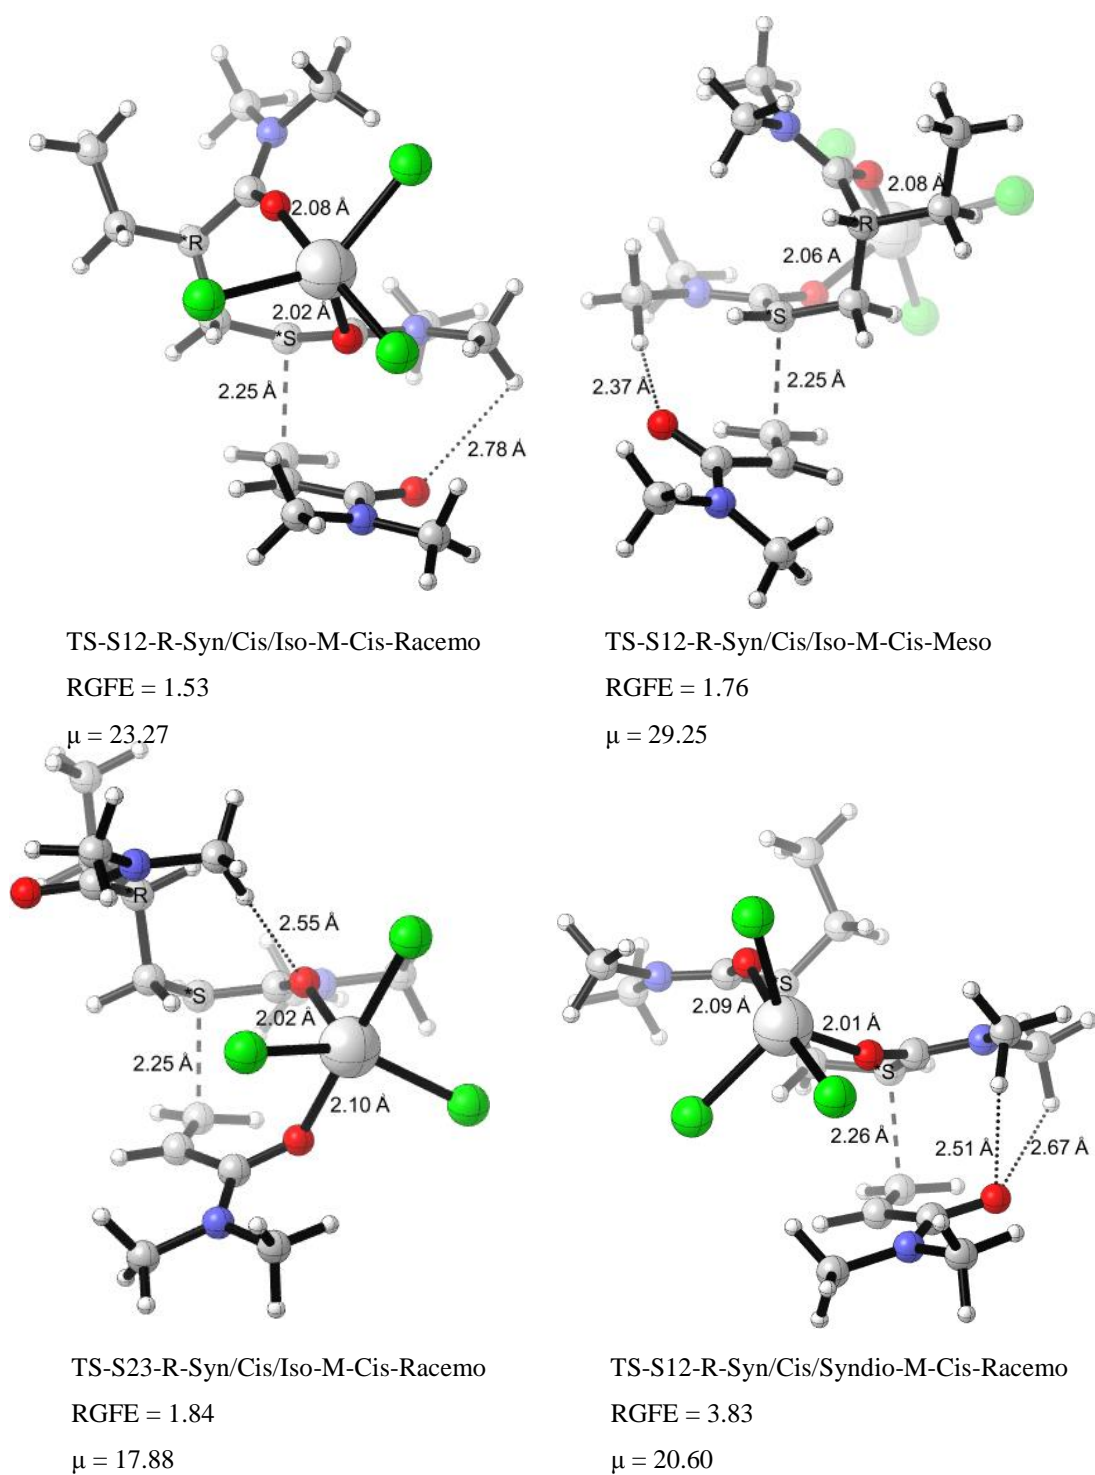 2.08 Å
*R
2.02 Å
*S
2.25 Å
2.78 Å
TS-S12-R-Syn/Cis/Iso-M-Cis-Racemo
RGFE = 1.53
μ = 23.27
2.08 Å
R
2.06 Å
*S
2.37 Å
2.25 Å
TS-S12-R-Syn/Cis/Iso-M-Cis-Meso
RGFE = 1.76
μ = 29.25
*R
2.55 Å
*S
2.02 Å
2.25 Å
2.10 Å
TS-S23-R-Syn/Cis/Iso-M-Cis-Racemo
RGFE = 1.84
μ = 17.88
*S
2.09 Å
2.01 Å
*S
2.26 Å
2.51 Å
2.67 Å
TS-S12-R-Syn/Cis/Syndio-M-Cis-Racemo
RGFE = 3.83
μ = 20.60